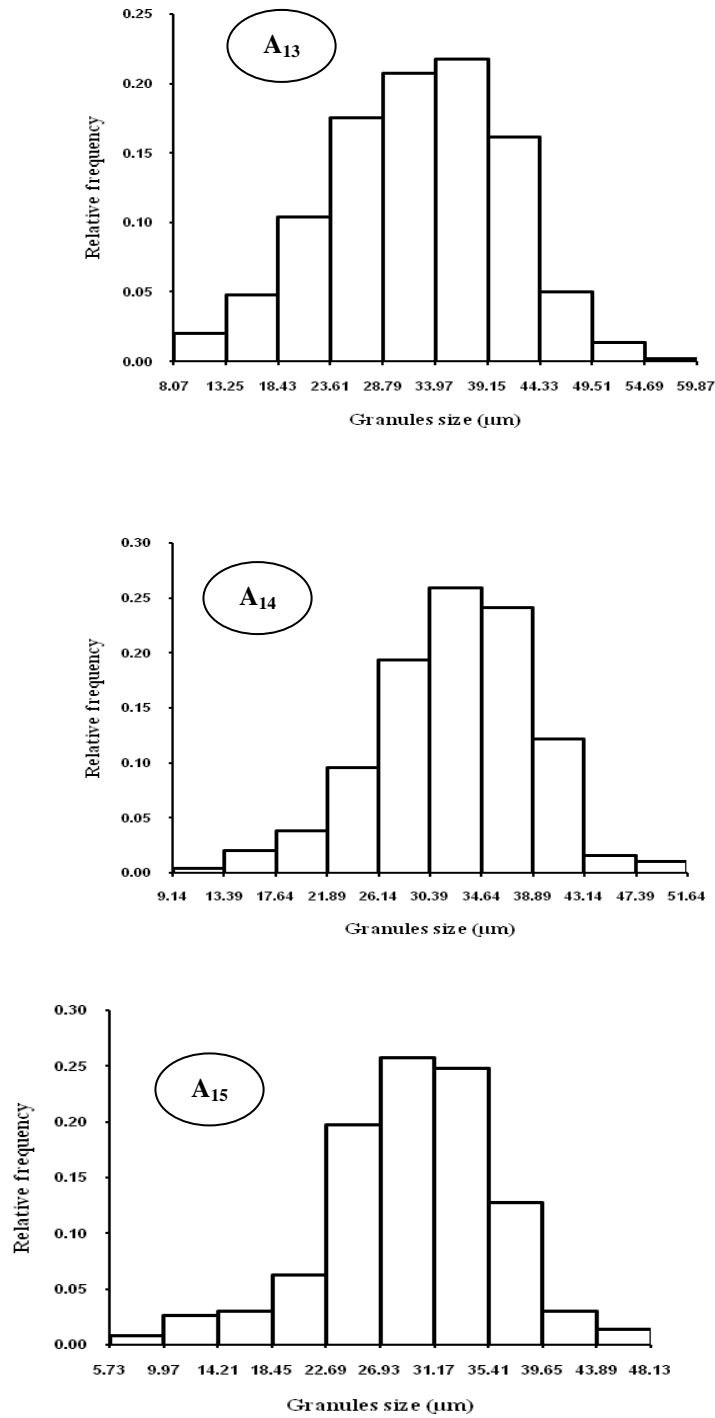 0.25
A13
0.20
0.15
0.10
0.05
0.00
Relative frequency
8.07 13.25 18.43 23.61 28.79 33.97 39.15 44.33 49.51 54.69 59.87
Granules size (µm)
0.30
0.25
A14
0.20
0.15
0.10
0.05
0.00
Relative frequency
9.14 13.39 17.64 21.89 26.14 30.39 34.64 38.89 43.14 47.39 51.64
Granules size (µm)
0.30
0.25
A15
0.20
0.15
0.10
0.05
0.00
Relative frequency
5.73 9.97 14.21 18.45 22.69 26.93 31.17 35.41 39.65 43.89 48.13
Granules size (µm)